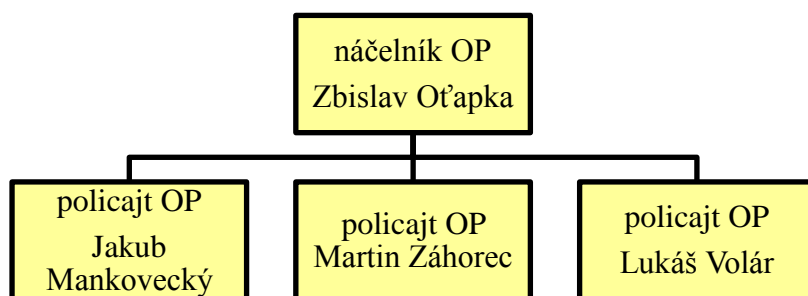 náčelník OP
Zbislav Oťapka
policajt OP
Jakub
Mankovecký
policajt OP
Martin Záhorec
policajt OP
Lukáš Volár